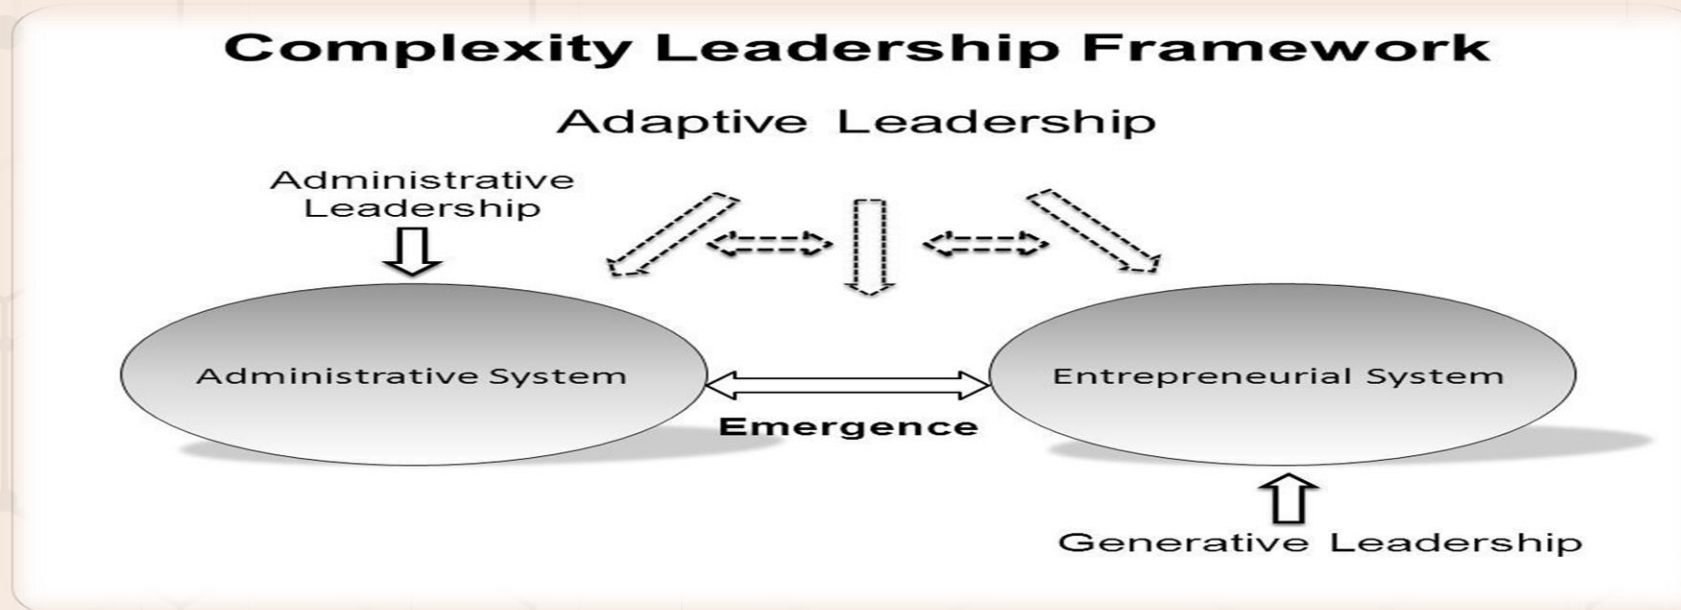 Complexity Leadership Framework
Adaptive Leadership
Administrative
Leadership
Administrative System
Entrepreneurial System
Emergence
Generative Leadership